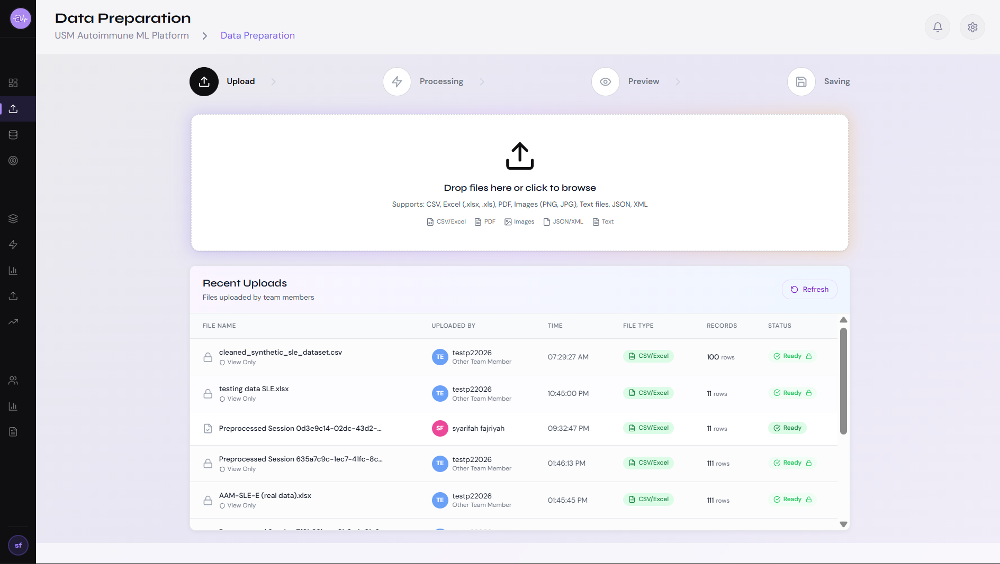 Data Preparation
USM Autoimmune ML Platform > Data Preparation
Upload
Processing
Preview
Saving
Drop files here or click to browse
Supports: CSV, Excel (.xlsx, .xls), PDF, Images (PNG, JPG), Text files, JSON, XML
CSV/Excel PDF Images JSON/XML Text
Recent Uploads
Files uploaded by team members
Refresh
FILE NAME UPLOADED BY TIME FILE TYPE RECORDS STATUS
cleaned_synthetic_sle_dataset.csv
View Only
TE
testp22026
Other Team Member
07:29:27 AM
CSV/Excel
100 rows
Ready
testing data SLE.xlsx
View Only
TE
testp22026
Other Team Member
10:45:00 PM
CSV/Excel
11 rows
Ready
Preprocessed Session 0d3e9c14-02dc-43d2-...
SF
syarifah fajriyah
09:32:47 PM
CSV/Excel
11 rows
Ready
Preprocessed Session 635a7c9c-1ec7-41fc-8c...
View Only
TE
testp22026
Other Team Member
01:46:13 PM
CSV/Excel
111 rows
Ready
AAM-SLE-E (real data).xlsx
View Only
TE
testp22026
Other Team Member
01:45:45 PM
CSV/Excel
111 rows
Ready
sf